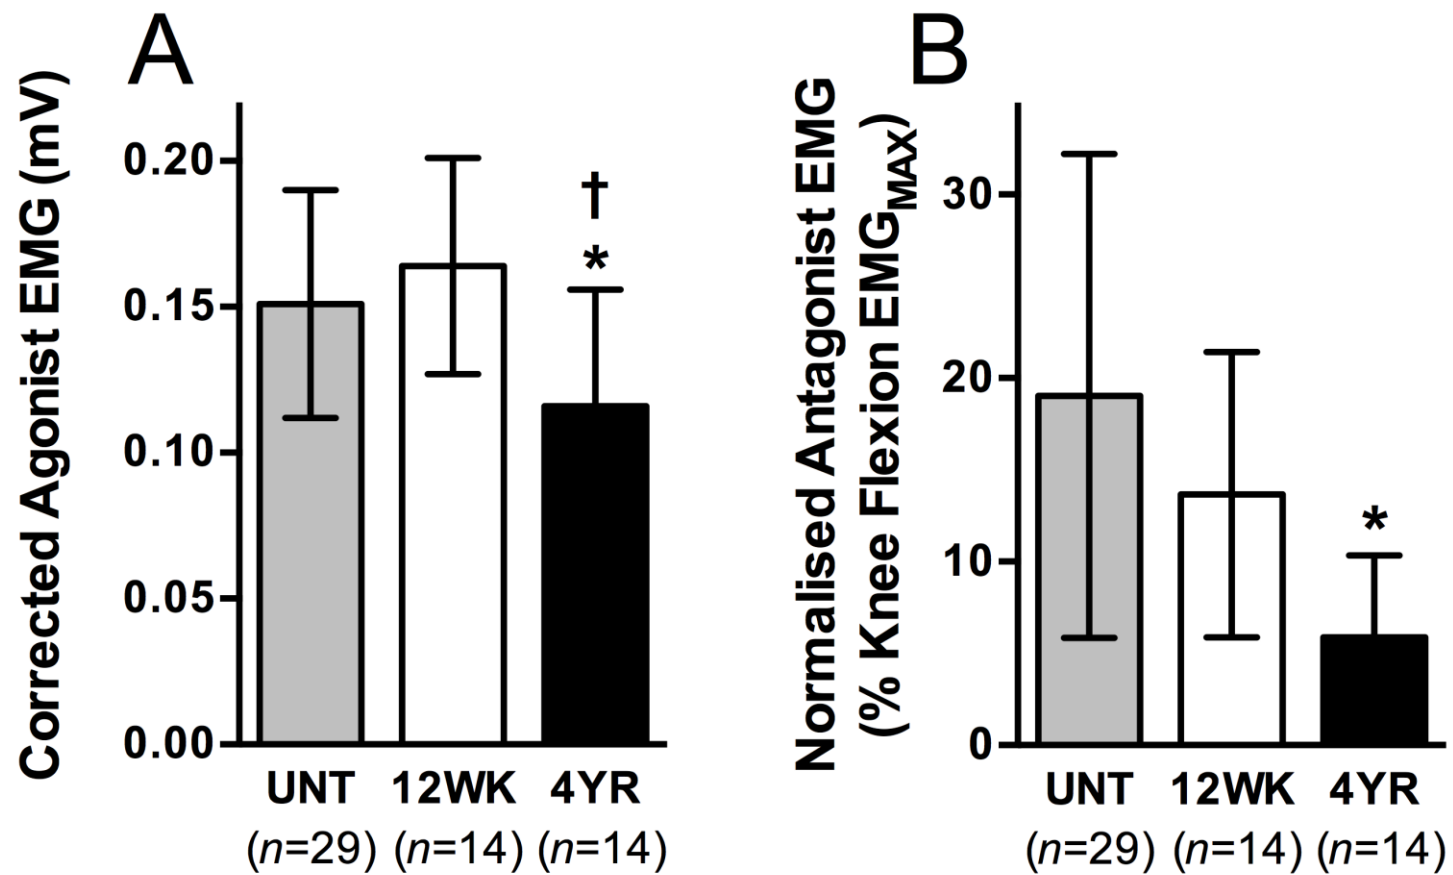 A
Corrected Agonist EMG (mV)
0.20
0.15
0.10
0.05
0.00
†
*
UNT 12WK 4YR
(n=29) (n=14) (n=14)
B
Normalised Antagonist EMG
(% Knee Flexion EMGMAX)
30
20
10
0
*
UNT 12WK 4YR
(n=29) (n=14) (n=14)